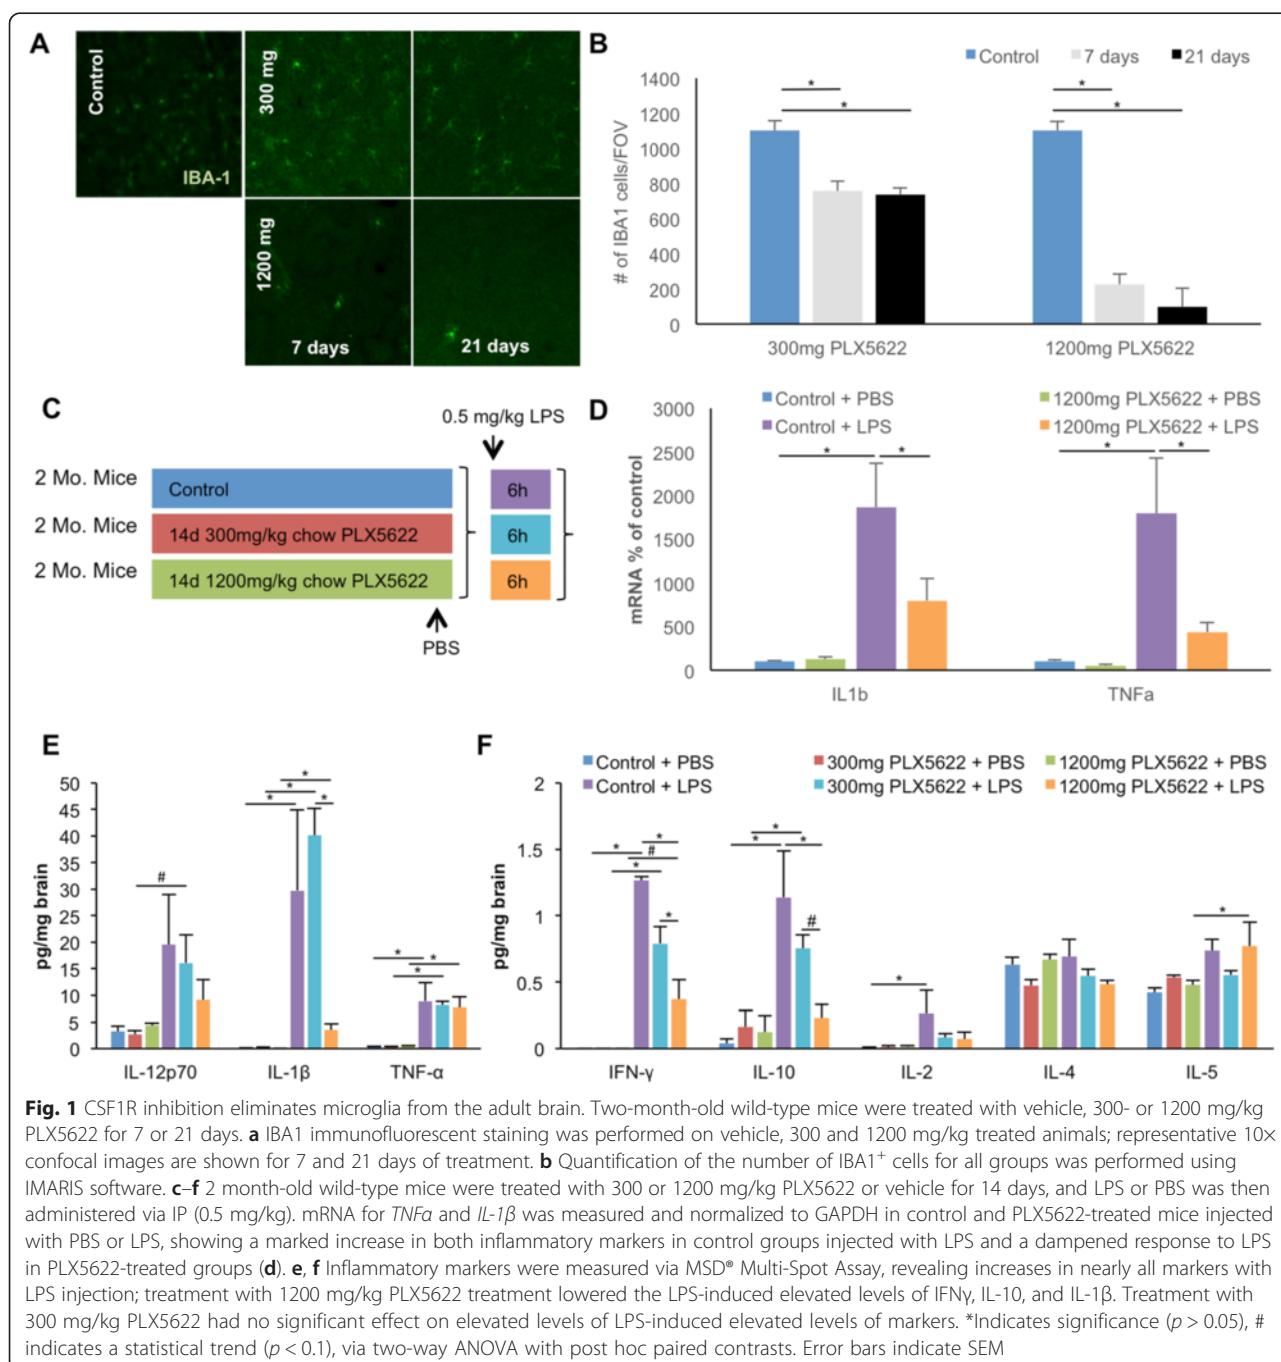 A
Control
IBA-1
300 mg
1200 mg
7 days
21 days
B
Control
7 days
21 days
# of IBA1 cells/FOV
1400
1200
1000
800
600
400
200
0
* * * *
300mg PLX5622
1200mg PLX5622
C
0.5 mg/kg LPS
2 Mo. Mice
Control
6h
2 Mo. Mice
14d 300mg/kg chow PLX5622
6h
2 Mo. Mice
14d 1200mg/kg chow PLX5622
6h
PBS
D
Control + PBS
1200mg PLX5622 + PBS
Control + LPS
1200mg PLX5622 + LPS
mRNA % of control
3000
2500
2000
1500
1000
500
0
* * * *
IL1b
TNFa
E
pg/mg brain
50
45
40
35
30
25
20
15
10
5
0
#
* * * *
* * *
IL-12p70
IL-1β
TNF-α
F
Control + PBS
300mg PLX5622 + PBS
1200mg PLX5622 + PBS
Control + LPS
300mg PLX5622 + LPS
1200mg PLX5622 + LPS
pg/mg brain
2
1.5
1
0.5
0
* * # * *
* * * #
*
*
IFN-γ
IL-10
IL-2
IL-4
IL-5
Fig. 1 CSF1R inhibition eliminates microglia from the adult brain. Two-month-old wild-type mice were treated with vehicle, 300- or 1200 mg/kg
PLX5622 for 7 or 21 days. a IBA1 immunofluorescent staining was performed on vehicle, 300 and 1200 mg/kg treated animals; representative 10×
confocal images are shown for 7 and 21 days of treatment. b Quantification of the number of IBA1+ cells for all groups was performed using
IMARIS software. c–f 2 month-old wild-type mice were treated with 300 or 1200 mg/kg PLX5622 or vehicle for 14 days, and LPS or PBS was then
administered via IP (0.5 mg/kg). mRNA for TNFα and IL-1β was measured and normalized to GAPDH in control and PLX5622-treated mice injected
with PBS or LPS, showing a marked increase in both inflammatory markers in control groups injected with LPS and a dampened response to LPS
in PLX5622-treated groups (d). e, f Inflammatory markers were measured via MSD® Multi-Spot Assay, revealing increases in nearly all markers with
LPS injection; treatment with 1200 mg/kg PLX5622 treatment lowered the LPS-induced elevated levels of IFNγ, IL-10, and IL-1β. Treatment with
300 mg/kg PLX5622 had no significant effect on elevated levels of LPS-induced elevated levels of markers. *Indicates significance (p > 0.05), #
indicates a statistical trend (p < 0.1), via two-way ANOVA with post hoc paired contrasts. Error bars indicate SEM